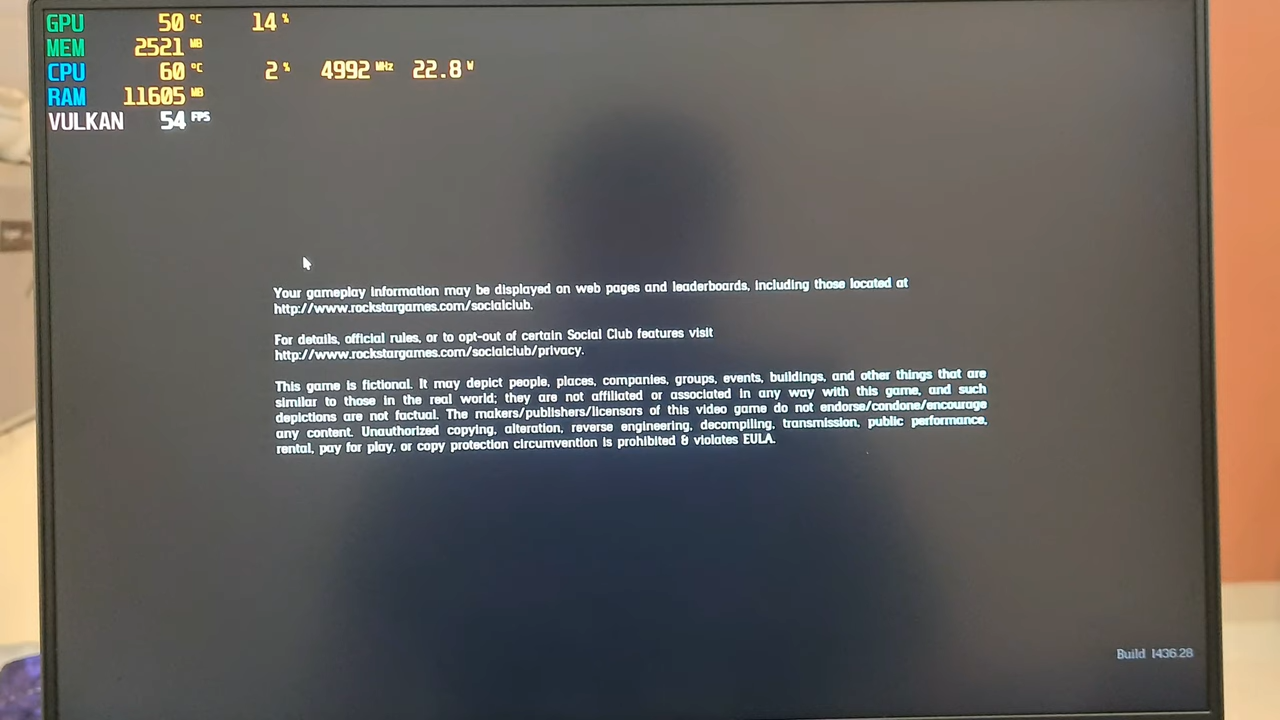 GPU 50 °C 14 %
MEM 2521 MB
CPU 60 °C 2 % 4992 MHz 22.8 W
RAM 11605 MB
VULKAN 54 FPS
Your gameplay information may be displayed on web pages and leaderboards, including those located at
http://www.rockstargames.com/socialclub.
For details, official rules, or to opt-out of certain Social Club features visit
http://www.rockstargames.com/socialclub/privacy.
This game is fictional. It may depict people, places, companies, groups, events, buildings, and other things that are
similar to those in the real world; they are not affiliated or associated in any way with this game, and such
depictions are not factual. The makers/publishers/licensors of this video game do not endorse/condone/encourage
any content. Unauthorized copying, alteration, reverse engineering, decompiling, transmission, public performance,
rental, pay for play, or copy protection circumvention is prohibited & violates EULA.
Build 1436.28